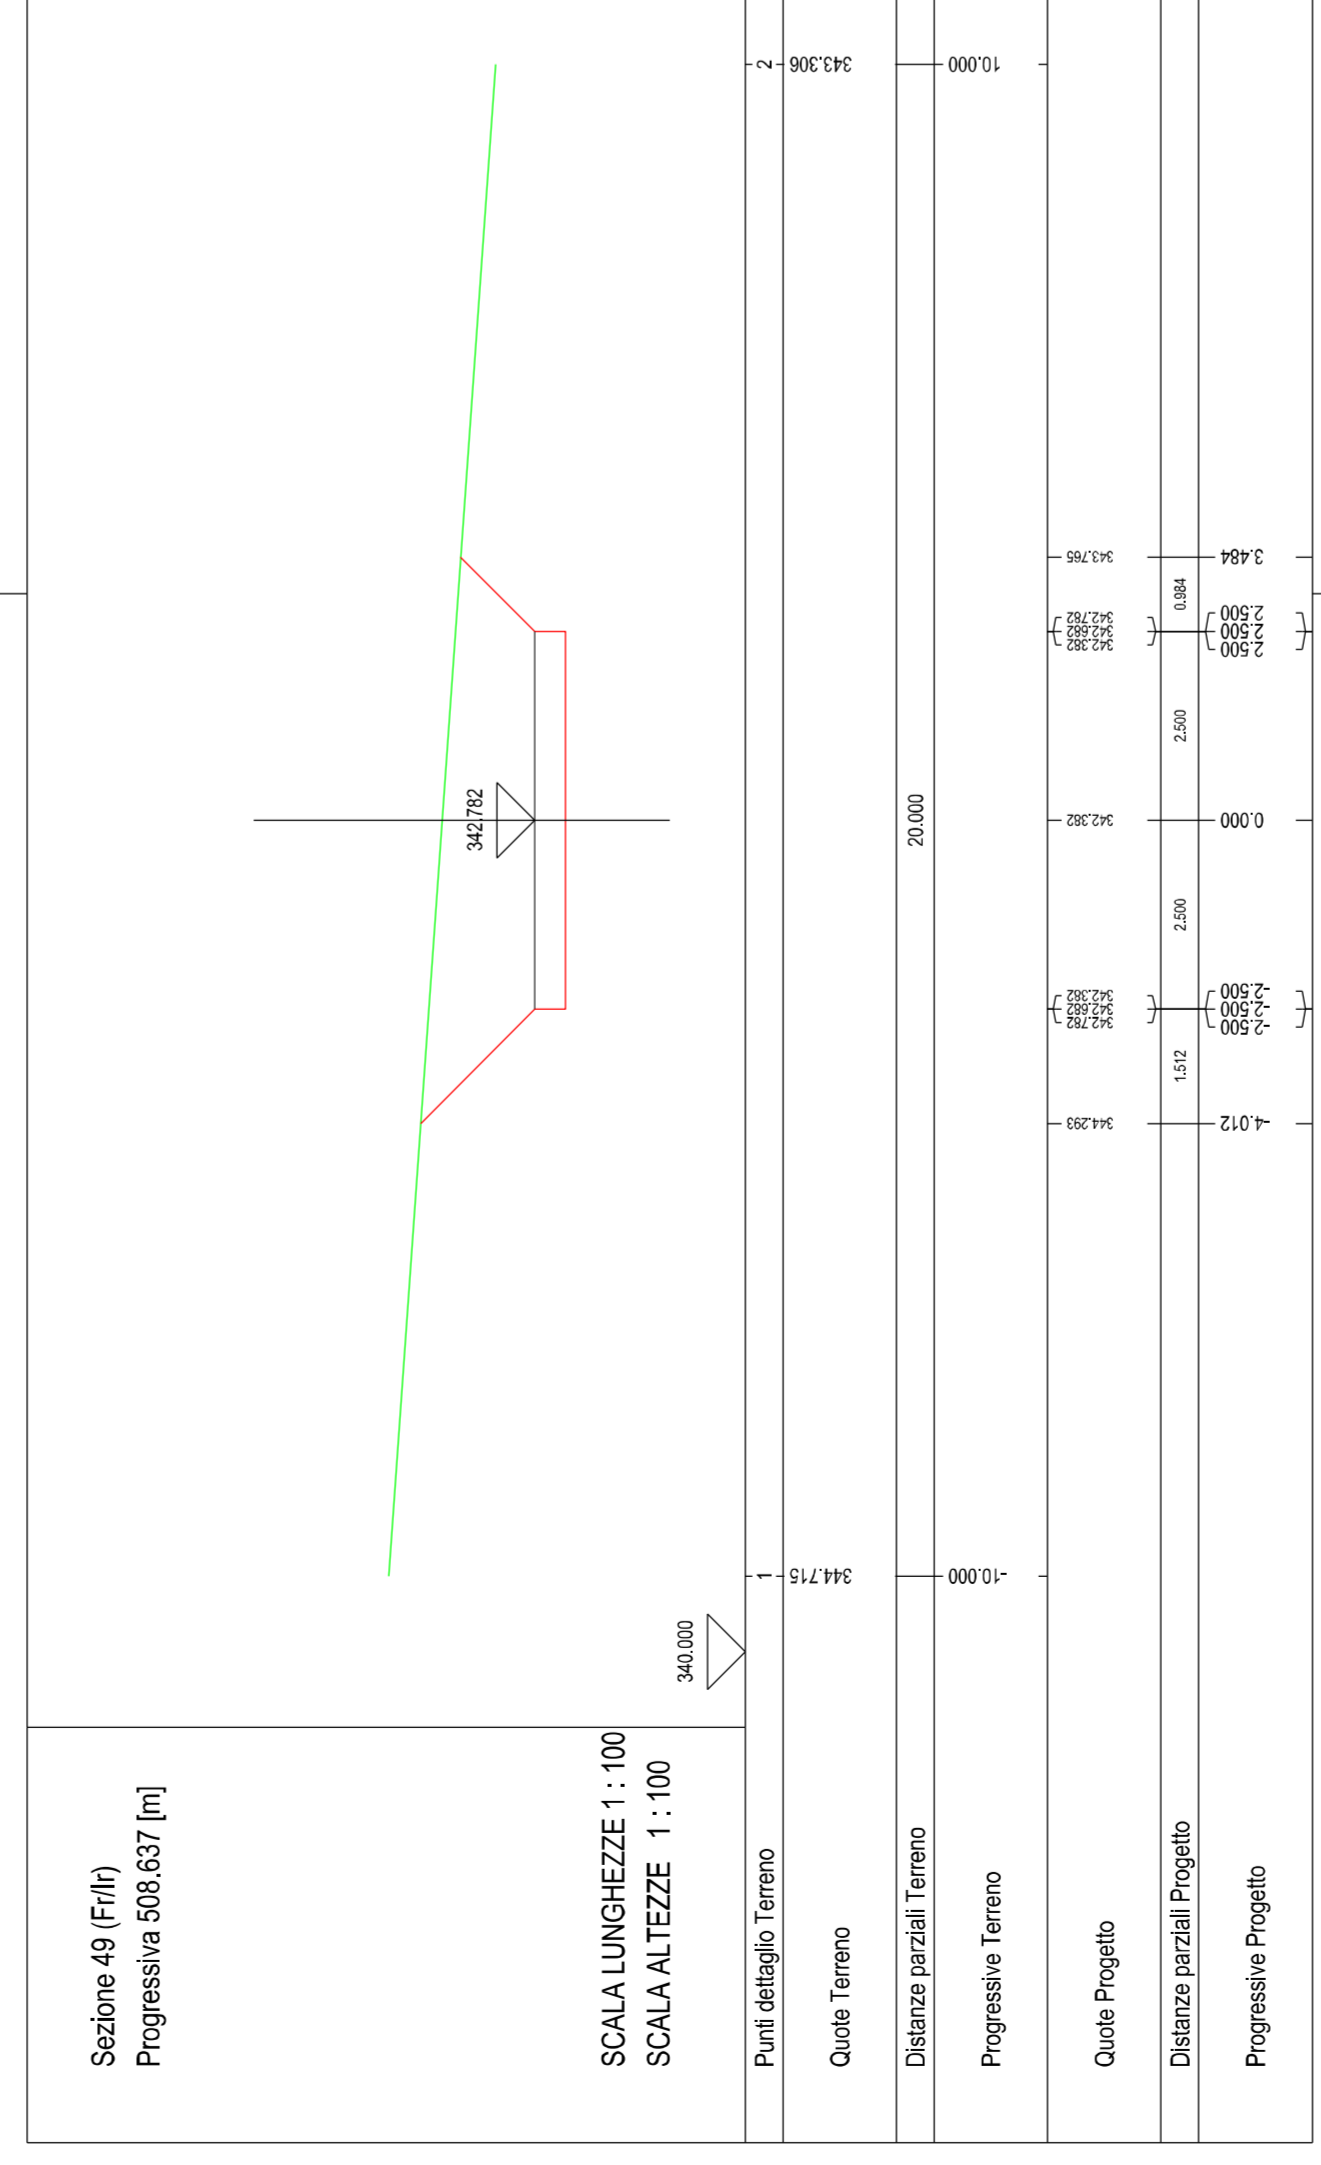 Sezione 49 (Fr/Ir)
Progressiva 508.637 [m]
SCALA LUNGHEZZE 1 : 100
SCALA ALTEZZE 1 : 100
340.000
342.782
Punti dettaglio Terreno
1
2
Quote Terreno
344.715
343.306
Distanze parziali Terreno
20.000
Progressive Terreno
-10.000
10.000
Quote Progetto
344.293
342.782
342.682
342.382
342.382
342.382
342.682
342.782
343.765
Distanze parziali Progetto
1.512
2.500
2.500
0.984
Progressive Progetto
-4.012
-2.500
-2.500
-2.500
0.000
2.500
2.500
2.500
3.484